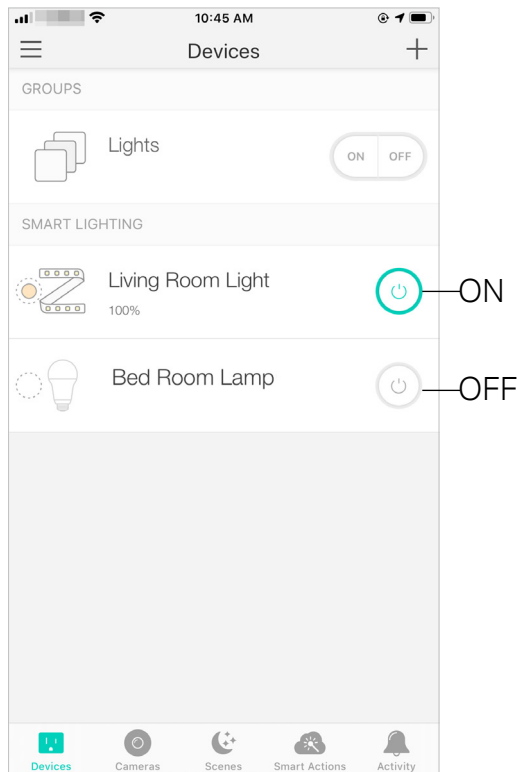 10:45 AM
Devices
GROUPS
Lights
ON OFF
SMART LIGHTING
Living Room Light
100%
ON
Bed Room Lamp
OFF
Devices Cameras Scenes Smart Actions Activity